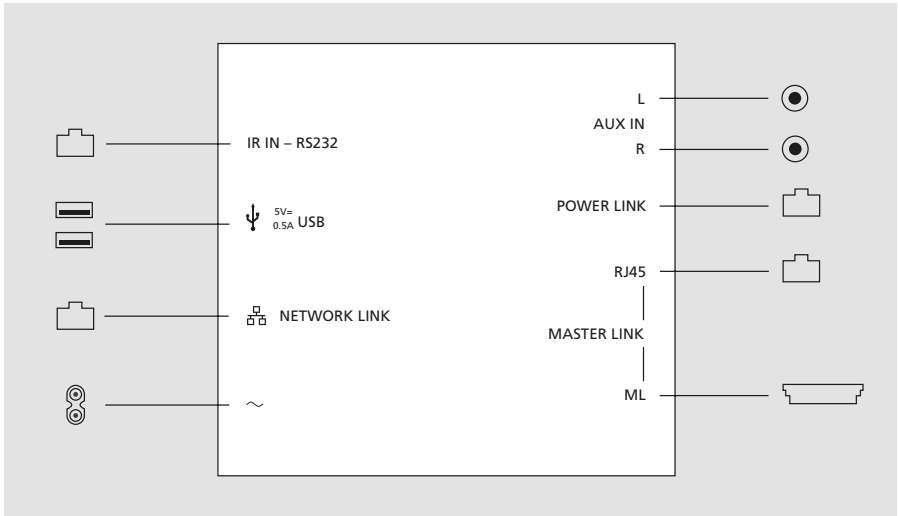 IR IN – RS232
5V=
0.5A USB
NETWORK LINK
~
L
AUX IN
R
POWER LINK
RJ45
MASTER LINK
ML